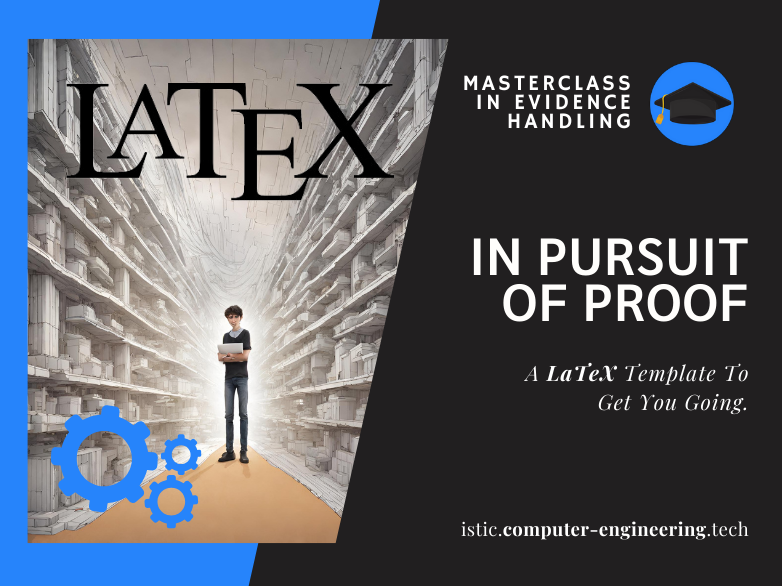 LATEX
MASTERCLASS
IN EVIDENCE
HANDLING
IN PURSUIT
OF PROOF
A LaTeX Template To
Get You Going.
istic.computer-engineering.tech